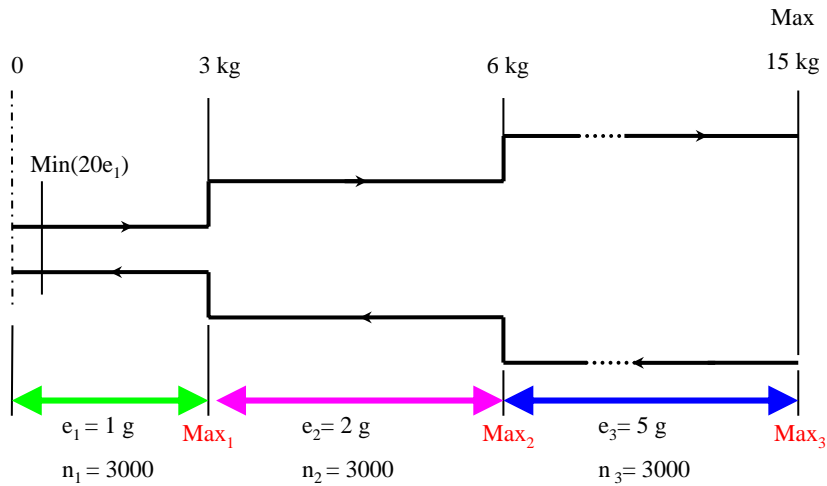 Max
0 3 kg 6 kg 15 kg
Min(20e₁)
e₁ = 1 g Max₁ e₂= 2 g Max₂ e₃= 5 g Max₃
n₁ = 3000 n₂ = 3000 n₃= 3000